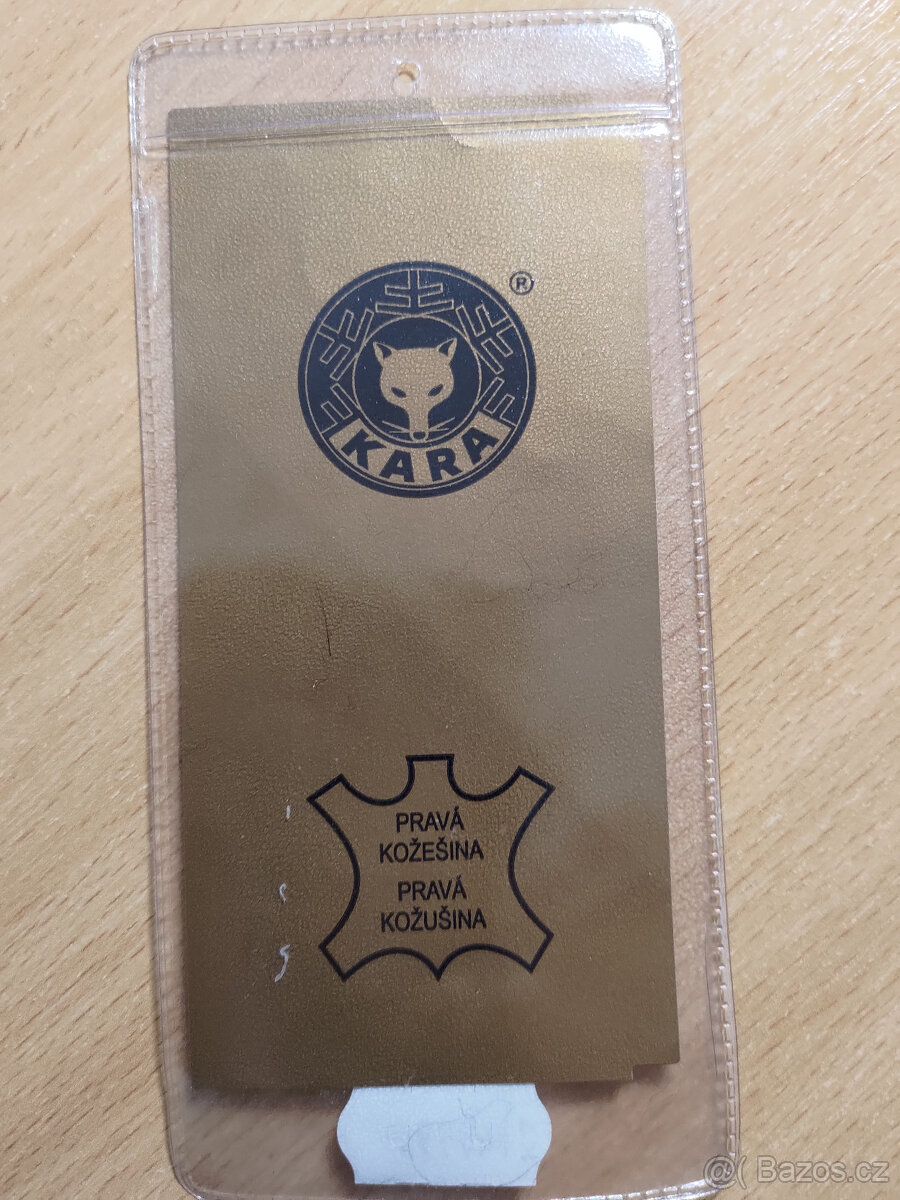 ®
KARA
PRAVÁ
KOŽEŠINA
PRAVÁ
KOŽUŠINA
@( Bazos.cz